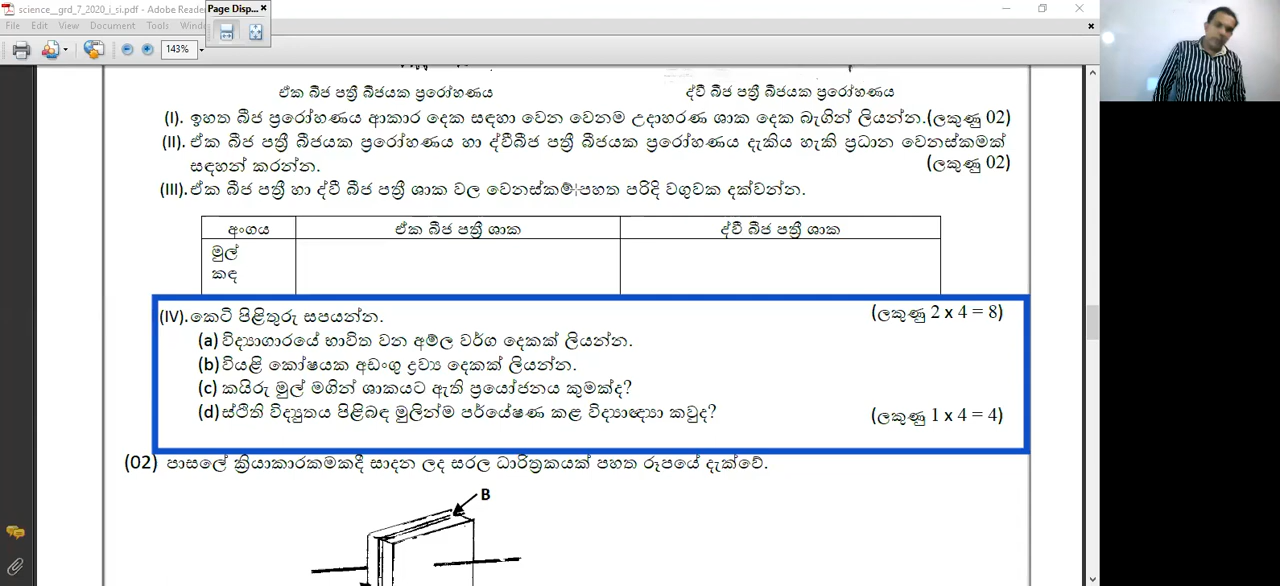 science__grd_7_2020_i_si.pdf - Adobe Reader
Page Disp...
File Edit View Document Tools Window
143%
ඒක බීජ පත්‍රී බීජයක ප්‍රරෝහණය ද්වී බීජ පත්‍රී බීජයක ප්‍රරෝහණය
(I). ඉහත බීජ ප්‍රරෝහණය ආකාර දෙක සඳහා වෙන වෙනම උදාහරණ ශාක දෙක බැගින් ලියන්න.(ලකුණු 02)
(II). ඒක බීජ පත්‍රී බීජයක ප්‍රරෝහණය හා ද්වීබීජ පත්‍රී බීජයක ප්‍රරෝහණය දැකිය හැකි ප්‍රධාන වෙනස්කමක්
සඳහන් කරන්න. (ලකුණු 02)
(III). ඒක බීජ පත්‍රී හා ද්වී බීජ පත්‍රී ශාක වල වෙනස්කම් පහත පරිදි වගුවක දක්වන්න.
අංගය ඒක බීජ පත්‍රී ශාක ද්වී බීජ පත්‍රී ශාක
මුල්
කඳ
(IV). කෙටි පිළිතුරු සපයන්න. (ලකුණු 2 x 4 = 8)
(a) විද්‍යාගාරයේ භාවිත වන අම්ල වර්ග දෙකක් ලියන්න.
(b) වියළි කෝෂයක අඩංගු ද්‍රව්‍ය දෙකක් ලියන්න.
(c) කයිරු මුල් මගින් ශාකයට ඇති ප්‍රයෝජනය කුමක්ද?
(d) ස්ථිති විද්‍යුතය පිළිබඳ මුලින්ම පර්යේෂණ කළ විද්‍යාඥයා කවුද? (ලකුණු 1 x 4 = 4)
(02) පාසලේ ක්‍රියාකාරකමකදී සාදන ලද සරල ධාරිත්‍රකයක් පහත රූපයේ දැක්වේ.
B